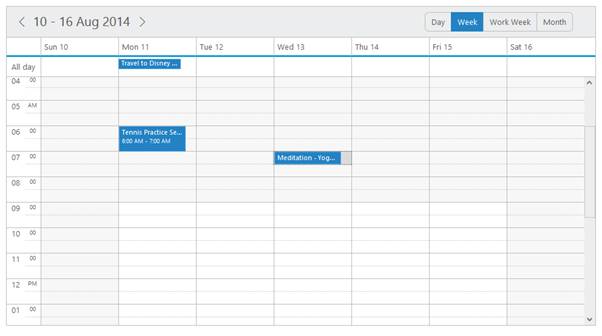 10 - 16 Aug 2014
Day Week Work Week Month
Sun 10 Mon 11 Tue 12 Wed 13 Thu 14 Fri 15 Sat 16
All day Travel to Disney ...
04 00
05 AM
06 00 Tennis Practice Se...
6:00 AM - 7:00 AM
07 00 Meditation - Yog...
08 00
09 00
10 00
11 00
12 PM
01 00